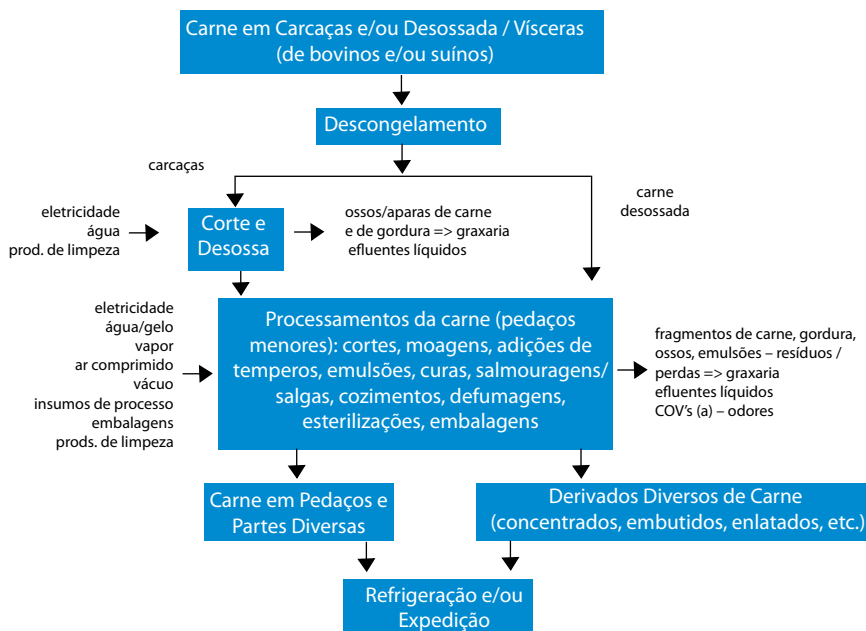 Carne em Carcaças e/ou Desossada / Vísceras
(de bovinos e/ou suínos)
Descongelamento
carcaças
carne
desossada
eletricidade
água
prod. de limpeza
Corte e
Desossa
ossos/aparas de carne
e de gordura => graxaria
efluentes líquidos
eletricidade
água/gelo
vapor
ar comprimido
vácuo
insumos de processo
embalagens
prods. de limpeza
Processamentos da carne (pedaços
menores): cortes, moagens, adições de
temperos, emulsões, curas, salmouragens/
salgas, cozimentos, defumagens,
esterilizações, embalagens
fragmentos de carne, gordura,
ossos, emulsões – resíduos /
perdas => graxaria
efluentes líquidos
COV's (a) – odores
Carne em Pedaços e
Partes Diversas
Derivados Diversos de Carne
(concentrados, embutidos, enlatados, etc.)
Refrigeração e/ou
Expedição